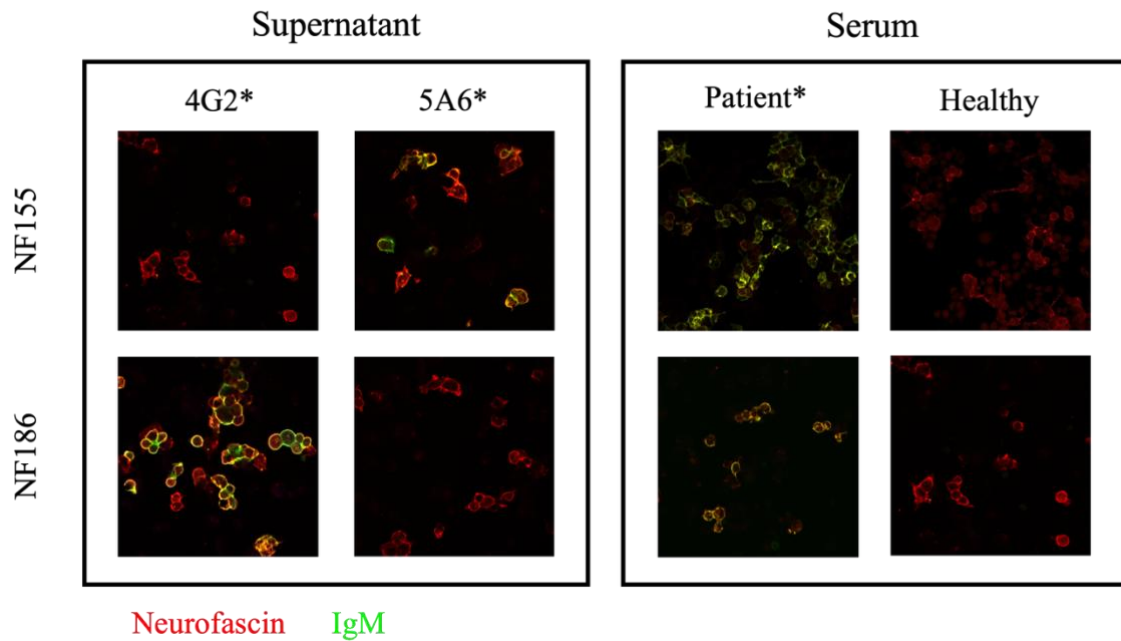 Supernatant
Serum
4G2*
5A6*
Patient*
Healthy
NF155
NF186
Neurofascin
IgM